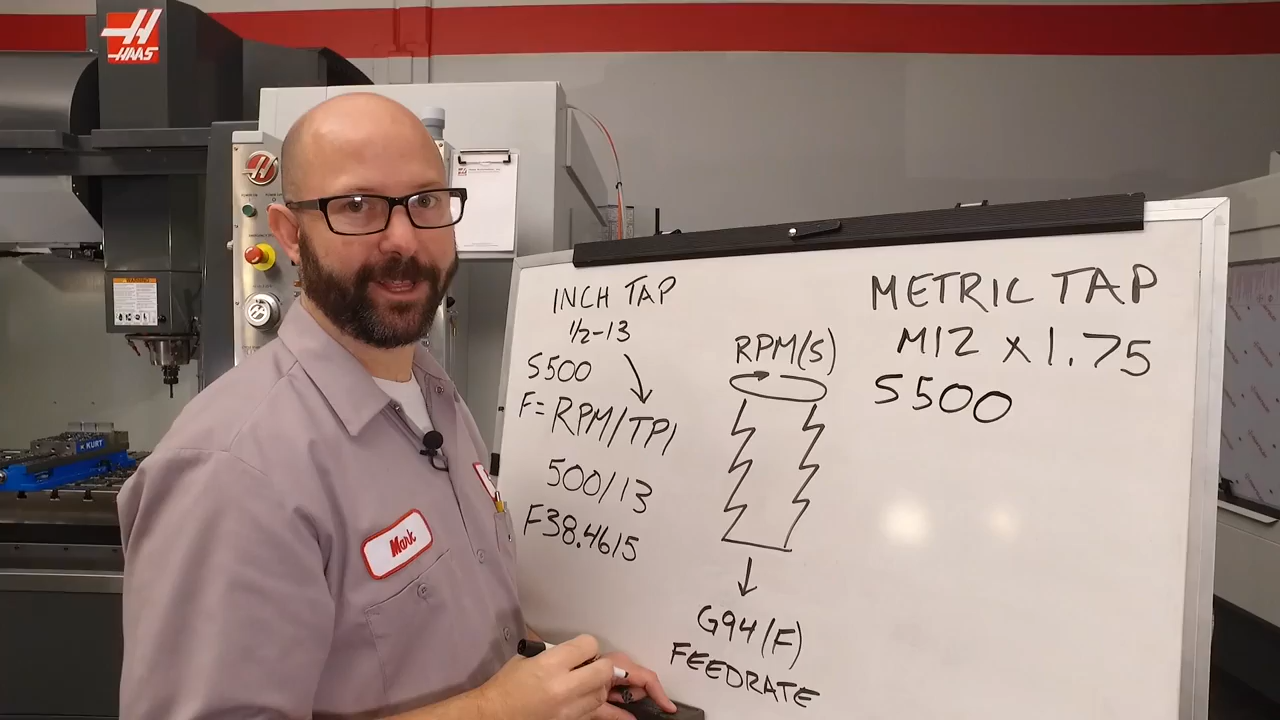 HAAS
INCH TAP
1/2-13
S500
F=RPM/TPI
500/13
F38.4615
RPM(S)
G94(F)
FEEDRATE
METRIC TAP
M12 x 1.75
S500
Mark
KURT
WARNING